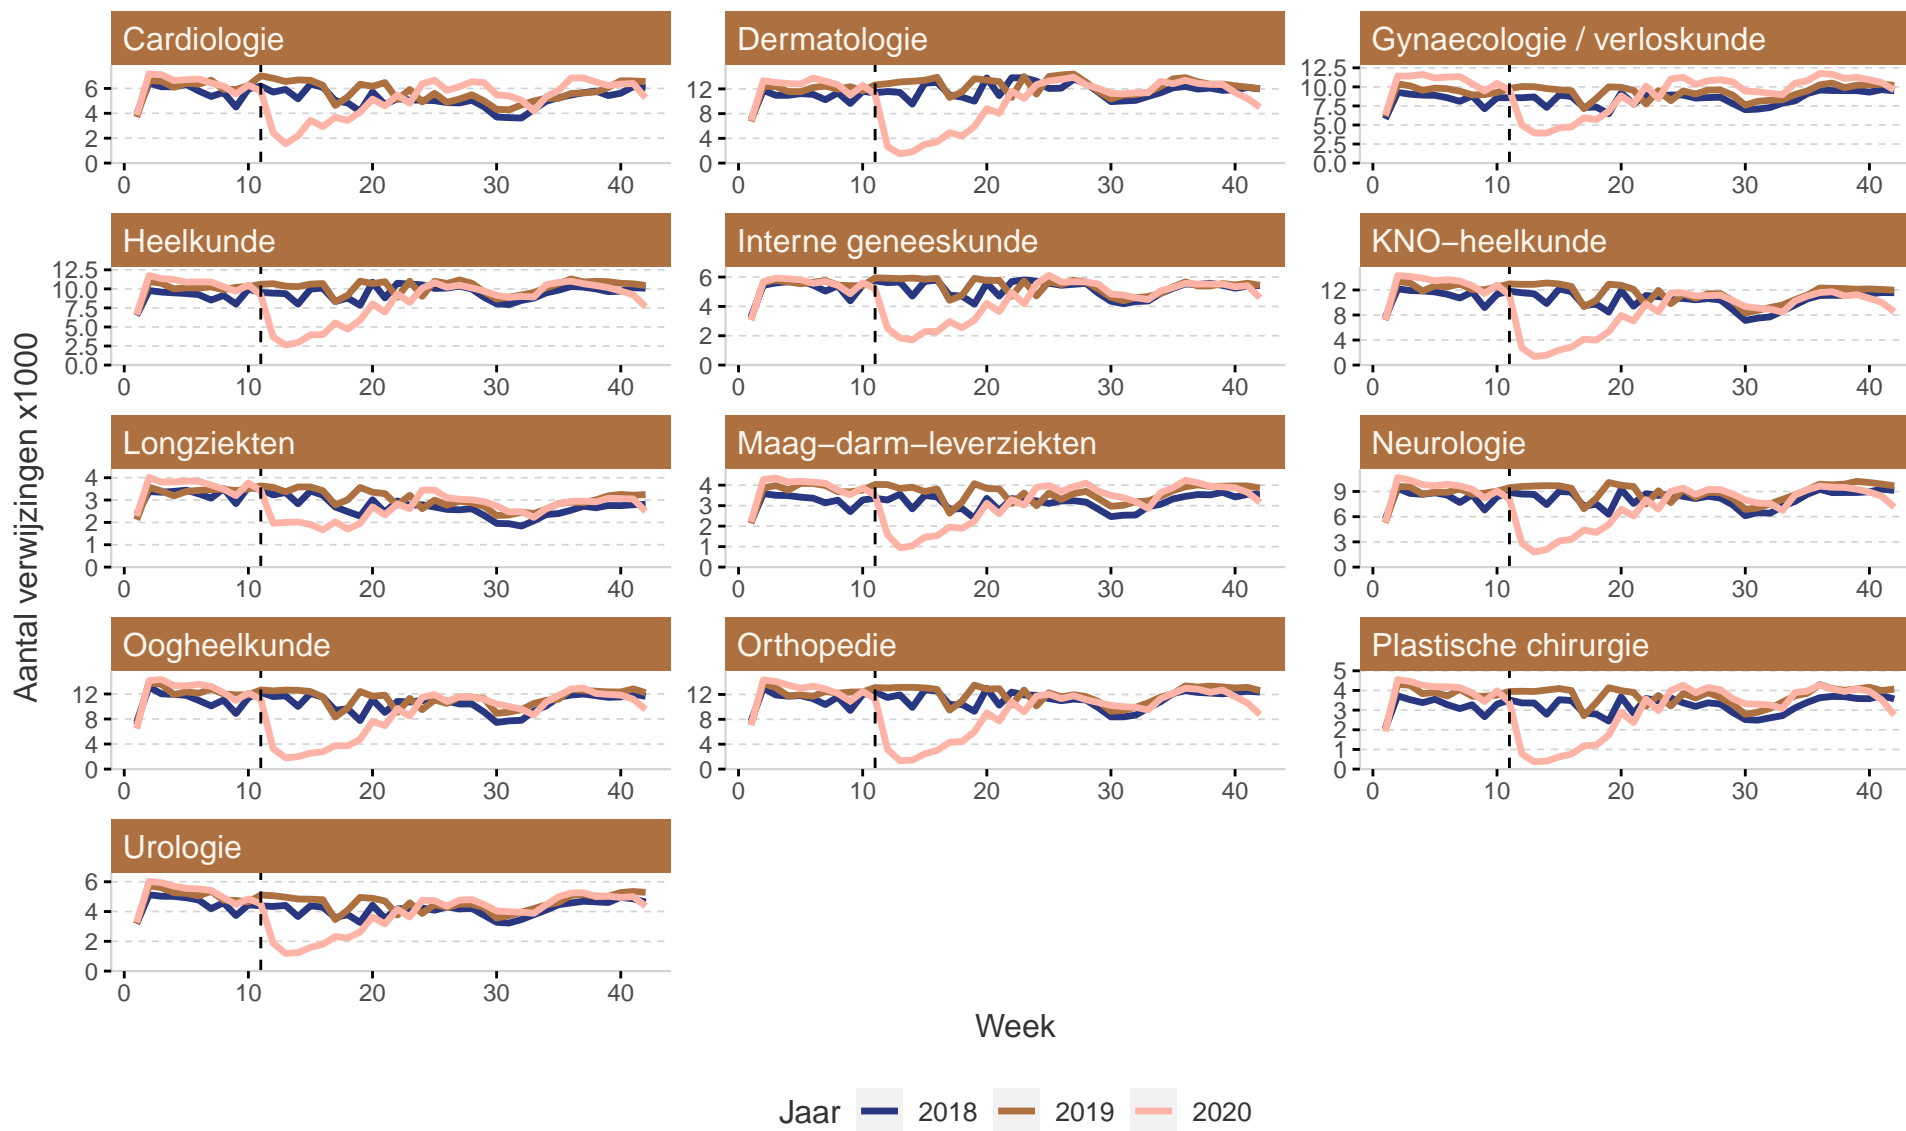 Cardiologie
Dermatologie
Gynaecologie / verloskunde
6
4
2
0
0 10 20 30 40
12
8
4
0
0 10 20 30 40
12.5
10.0
7.5
5.0
2.5
0.0
0 10 20 30 40
Heelkunde
Interne geneeskunde
KNO−heelkunde
12.5
10.0
7.5
5.0
2.5
0.0
0 10 20 30 40
6
4
2
0
0 10 20 30 40
12
8
4
0
0 10 20 30 40
Aantal verwijzingen x1000
Longziekten
Maag−darm−leverziekten
Neurologie
4
3
2
1
0
0 10 20 30 40
4
3
2
1
0
0 10 20 30 40
9
6
3
0
0 10 20 30 40
Oogheelkunde
Orthopedie
Plastische chirurgie
12
8
4
0
0 10 20 30 40
12
8
4
0
0 10 20 30 40
5
4
3
2
1
0
0 10 20 30 40
Urologie
6
4
2
0
0 10 20 30 40
Week
Jaar 2018 2019 2020